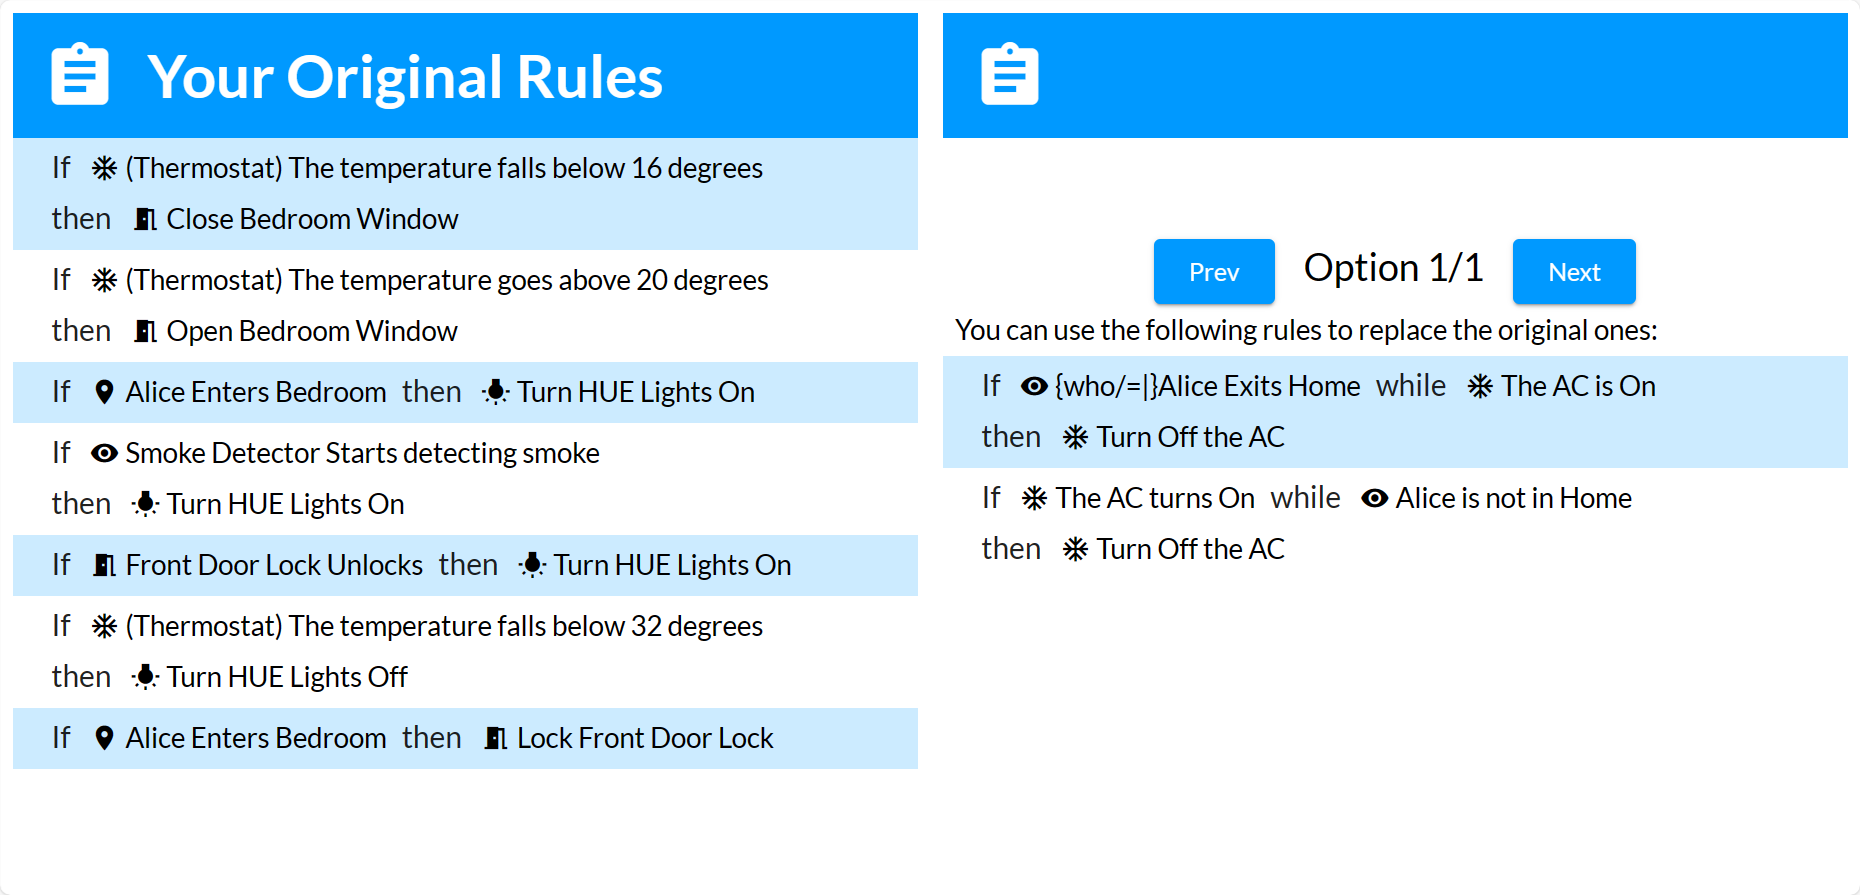 Your Original Rules
If (Thermostat) The temperature falls below 16 degrees
then Close Bedroom Window
If (Thermostat) The temperature goes above 20 degrees
then Open Bedroom Window
If Alice Enters Bedroom then Turn HUE Lights On
If Smoke Detector Starts detecting smoke
then Turn HUE Lights On
If Front Door Lock Unlocks then Turn HUE Lights On
If (Thermostat) The temperature falls below 32 degrees
then Turn HUE Lights Off
If Alice Enters Bedroom then Lock Front Door Lock
Prev Option 1/1 Next
You can use the following rules to replace the original ones:
If {who/=|}Alice Exits Home while The AC is On
then Turn Off the AC
If The AC turns On while Alice is not in Home
then Turn Off the AC